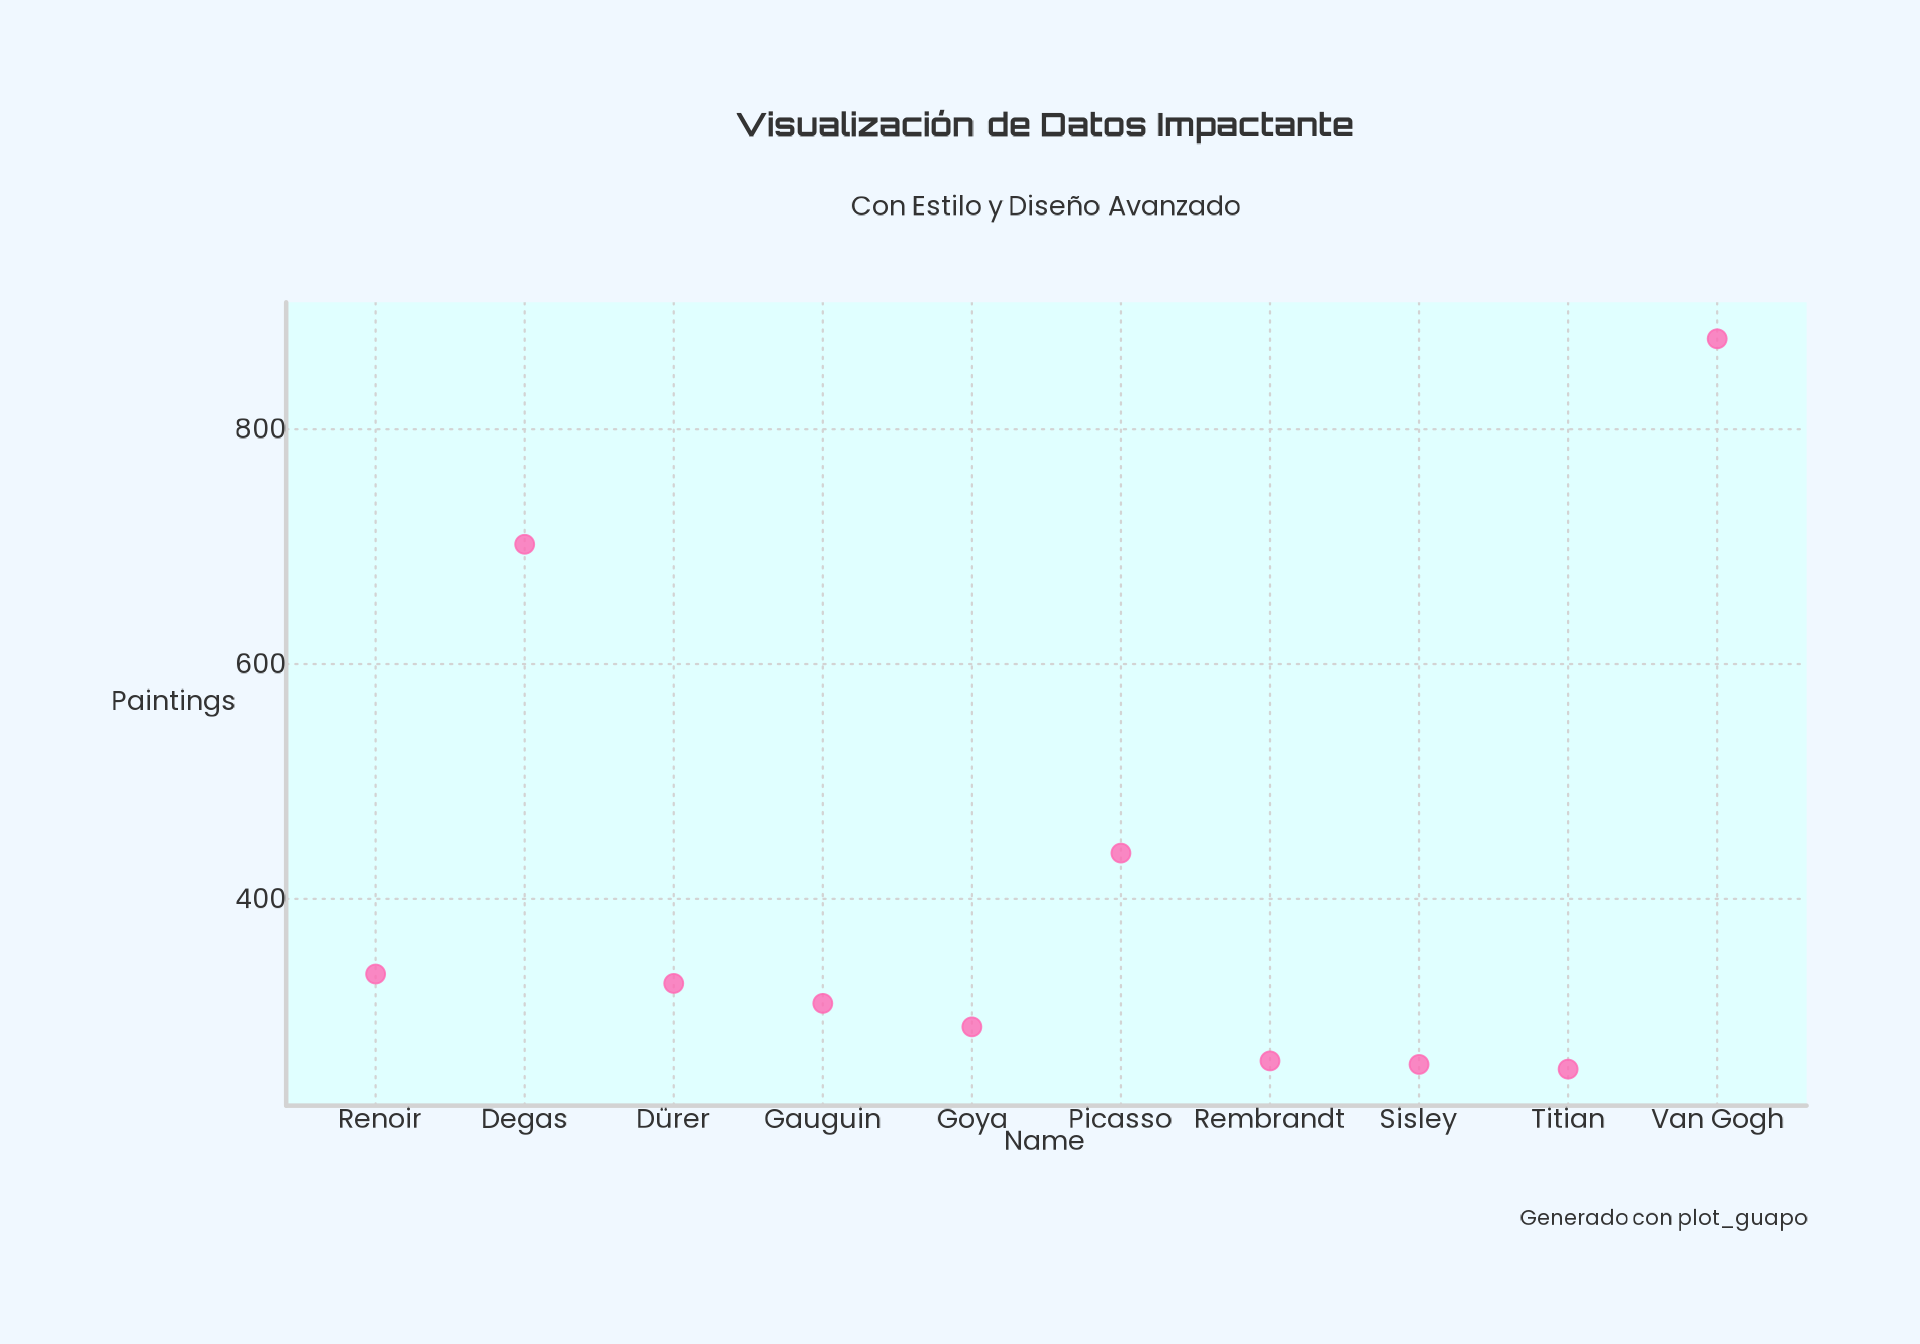 Visualización de Datos Impactante
Con Estilo y Diseño Avanzado
800
600
Paintings
400
Renoir Degas Dürer Gauguin Goya Picasso Rembrandt Sisley Titian Van Gogh
Name
Generado con plot_guapo